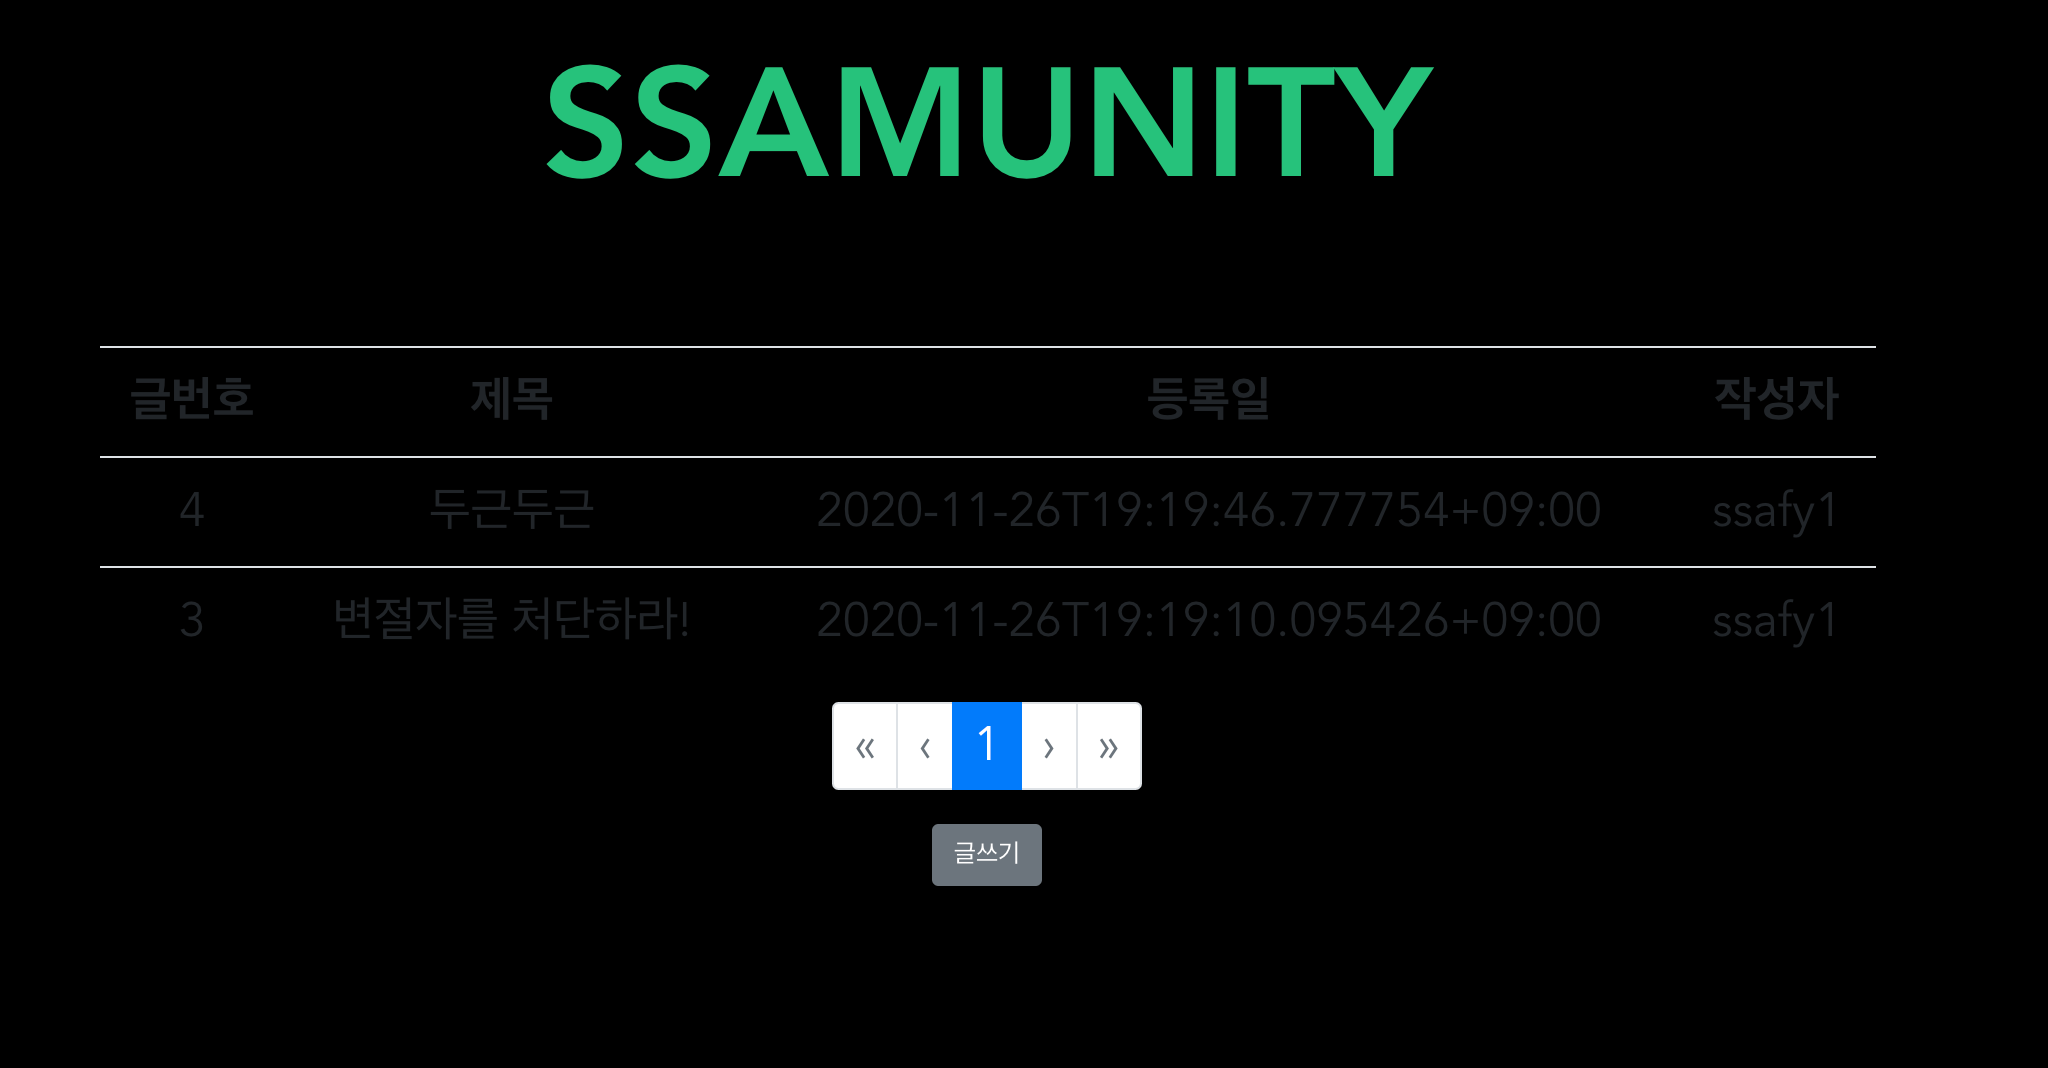 SSAMUNITY
글번호 제목 등록일 작성자
4 두근두근 2020-11-26T19:19:46.777754+09:00 ssafy1
3 변절자를 처단하라! 2020-11-26T19:19:10.095426+09:00 ssafy1
« ‹ 1 › »
글쓰기